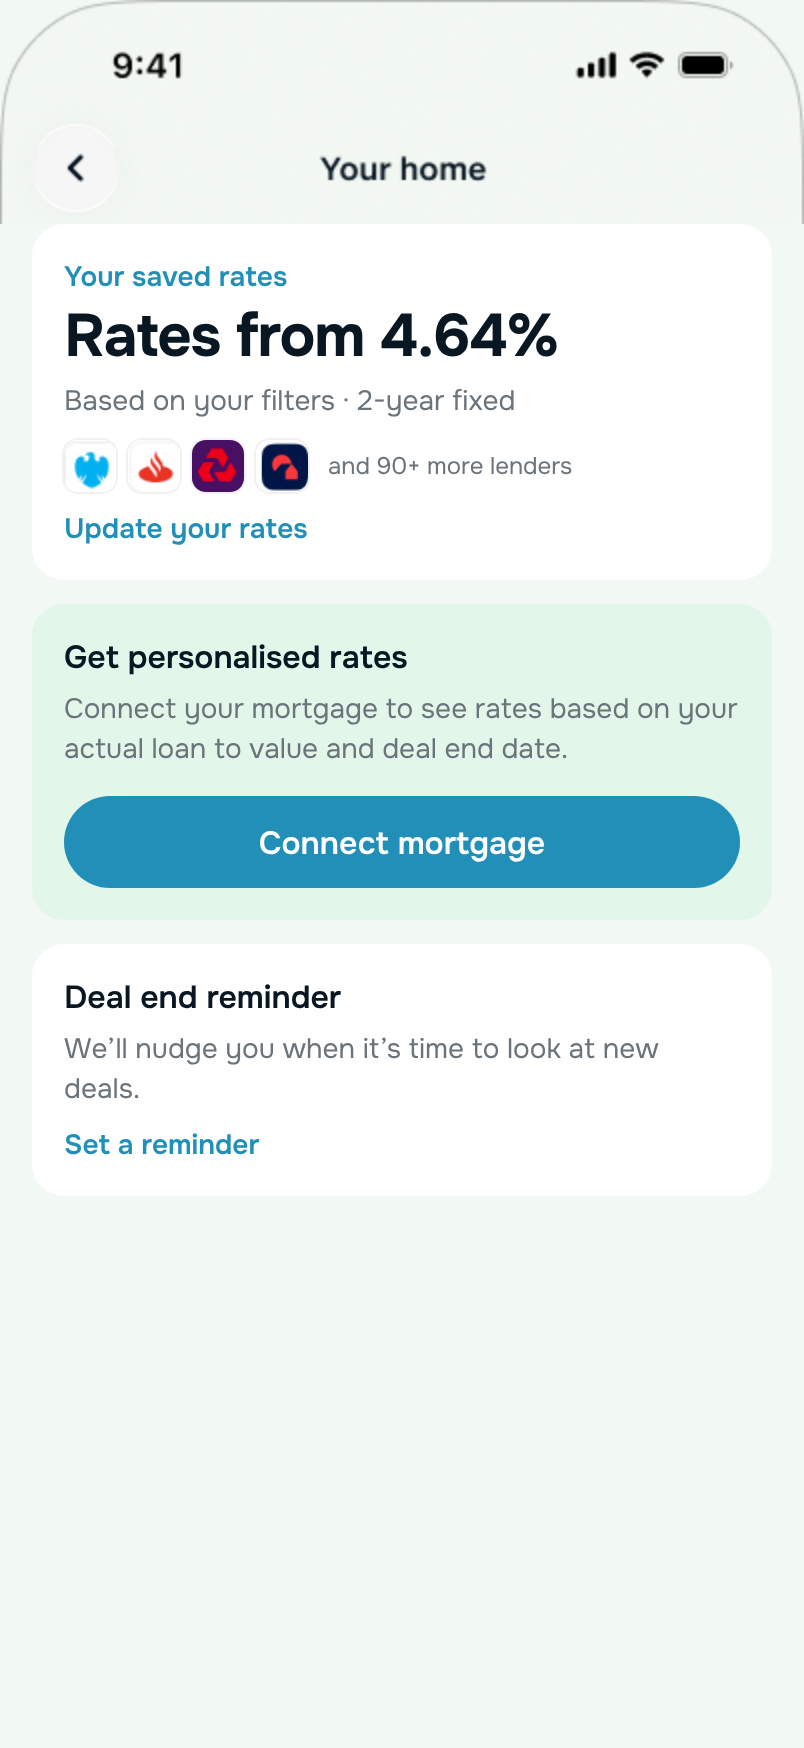 9:41
Your home
Your saved rates
Rates from 4.64%
Based on your filters · 2-year fixed
and 90+ more lenders
Update your rates
Get personalised rates
Connect your mortgage to see rates based on your
actual loan to value and deal end date.
Connect mortgage
Deal end reminder
We’ll nudge you when it’s time to look at new
deals.
Set a reminder